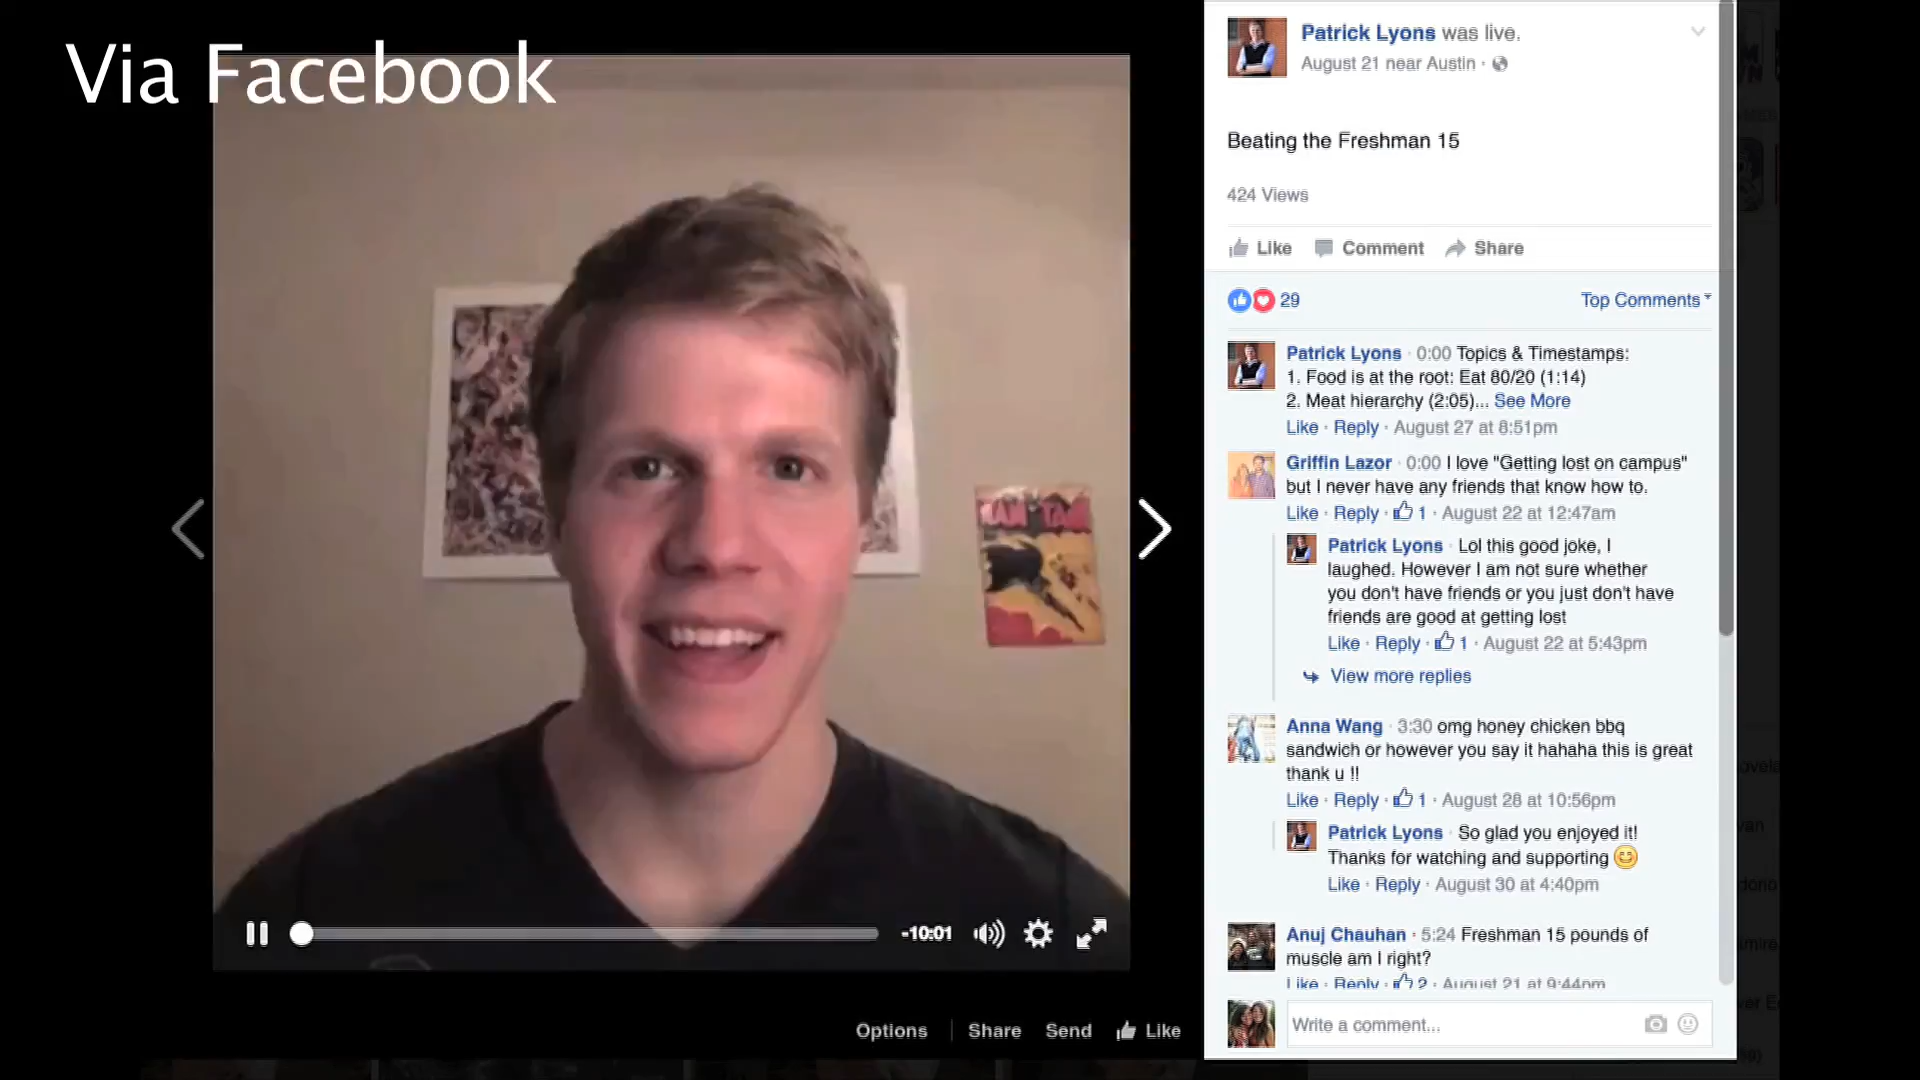 Via Facebook
Patrick Lyons was live.
August 21 near Austin ·
Beating the Freshman 15
424 Views
Like Comment Share
29 Top Comments
Patrick Lyons · 0:00 Topics & Timestamps:
1. Food is at the root: Eat 80/20 (1:14)
2. Meat hierarchy (2:05)... See More
Like · Reply · August 27 at 8:51pm
Griffin Lazor · 0:00 I love "Getting lost on campus"
but I never have any friends that know how to.
Like · Reply · 1 · August 22 at 12:47am
Patrick Lyons · Lol this good joke, I
laughed. However I am not sure whether
you don't have friends or you just don't have
friends are good at getting lost
Like · Reply · 1 · August 22 at 5:43pm
View more replies
Anna Wang · 3:30 omg honey chicken bbq
sandwich or however you say it hahaha this is great
thank u !!
Like · Reply · 1 · August 28 at 10:56pm
Patrick Lyons · So glad you enjoyed it!
Thanks for watching and supporting 😊
Like · Reply · August 30 at 4:40pm
Anuj Chauhan · 5:24 Freshman 15 pounds of
muscle am I right?
Like · Reply · 2 · August 21 at 9:44pm
Write a comment...
-10:01
Options Share Send Like